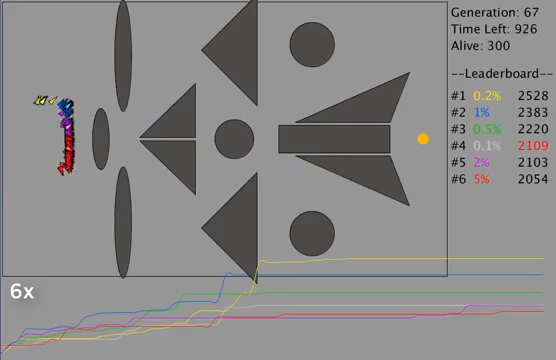 Generation: 67
Time Left: 926
Alive: 300
--Leaderboard--
#1 0.2% 2528
#2 1% 2383
#3 0.5% 2220
#4 0.1% 2109
#5 2% 2103
#6 5% 2054
6x